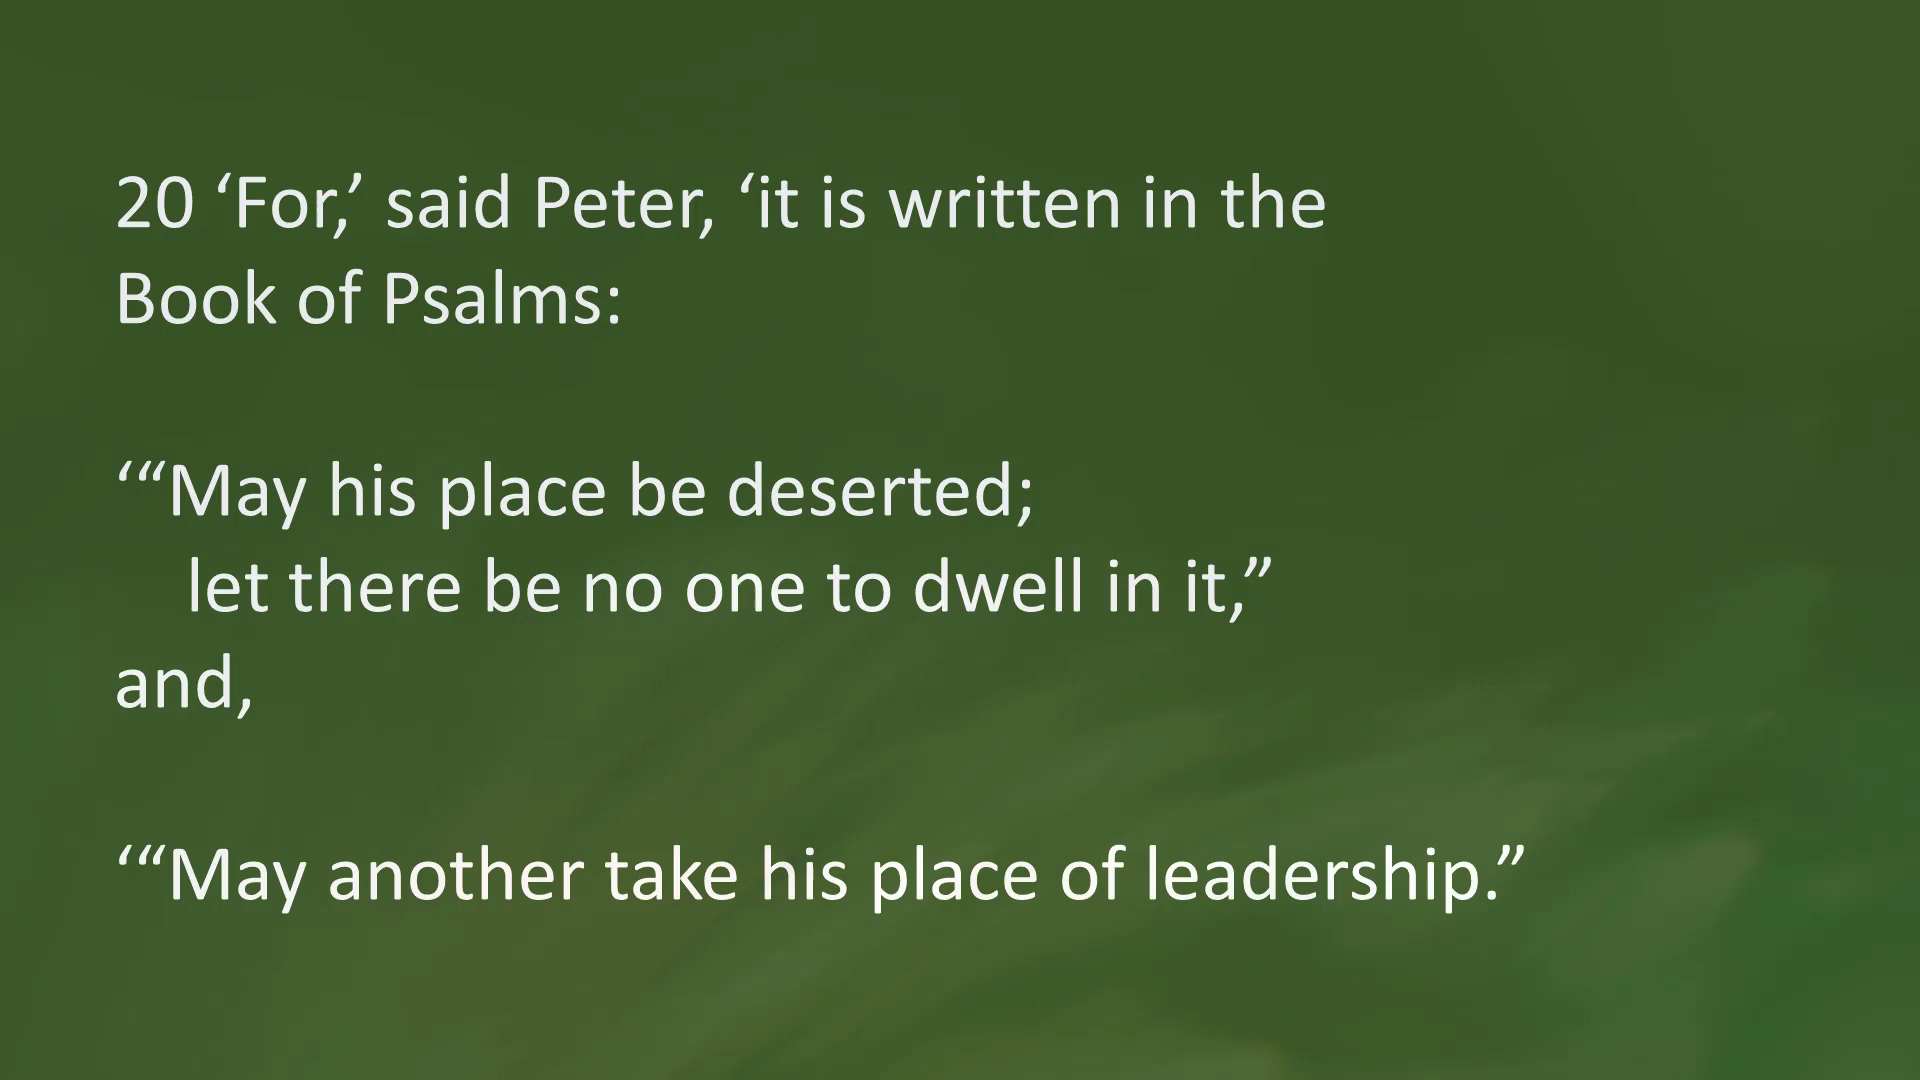 20 ‘For,’ said Peter, ‘it is written in the
Book of Psalms:
‘“May his place be deserted;
let there be no one to dwell in it,”
and,
‘“May another take his place of leadership.”